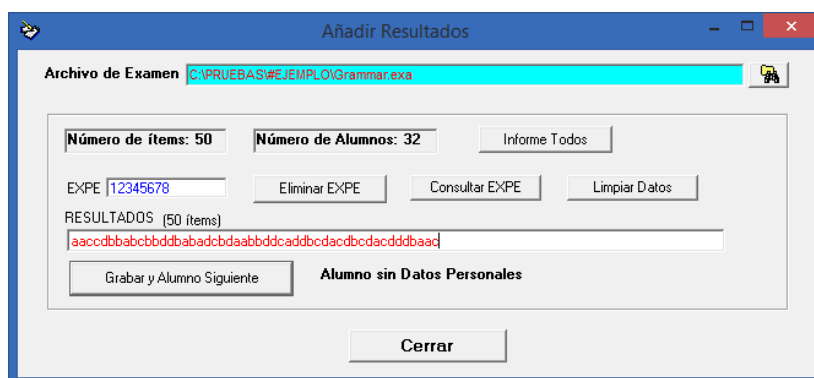 Añadir Resultados
Archivo de Examen C:\PRUEBAS\#EJEMPLO\Grammar.exa
Número de ítems: 50 Número de Alumnos: 32 Informe Todos
EXPE 12345678 Eliminar EXPE Consultar EXPE Limpiar Datos
RESULTADOS (50 ítems)
aaccdbbabcbbddbabadcbdaabbddcaddbcdacdbcdacdddbaac
Grabar y Alumno Siguiente Alumno sin Datos Personales
Cerrar